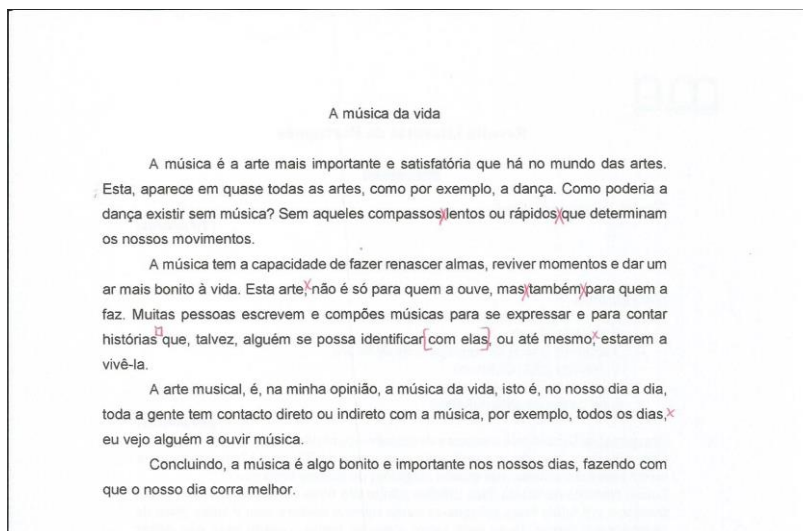 A música da vida
A música é a arte mais importante e satisfatória que há no mundo das artes.
Esta, aparece em quase todas as artes, como por exemplo, a dança. Como poderia a
dança existir sem música? Sem aqueles compassos, lentos ou rápidos, que determinam
os nossos movimentos.
A música tem a capacidade de fazer renascer almas, reviver momentos e dar um
ar mais bonito à vida. Esta arte, não é só para quem a ouve, mas, também, para quem a
faz. Muitas pessoas escrevem e compões músicas para se expressar e para contar
histórias que, talvez, alguém se possa identificar [com elas], ou até mesmo, estarem a
vivê-la.
A arte musical, é, na minha opinião, a música da vida, isto é, no nosso dia a dia,
toda a gente tem contacto direto ou indireto com a música, por exemplo, todos os dias,
eu vejo alguém a ouvir música.
Concluindo, a música é algo bonito e importante nos nossos dias, fazendo com
que o nosso dia corra melhor.